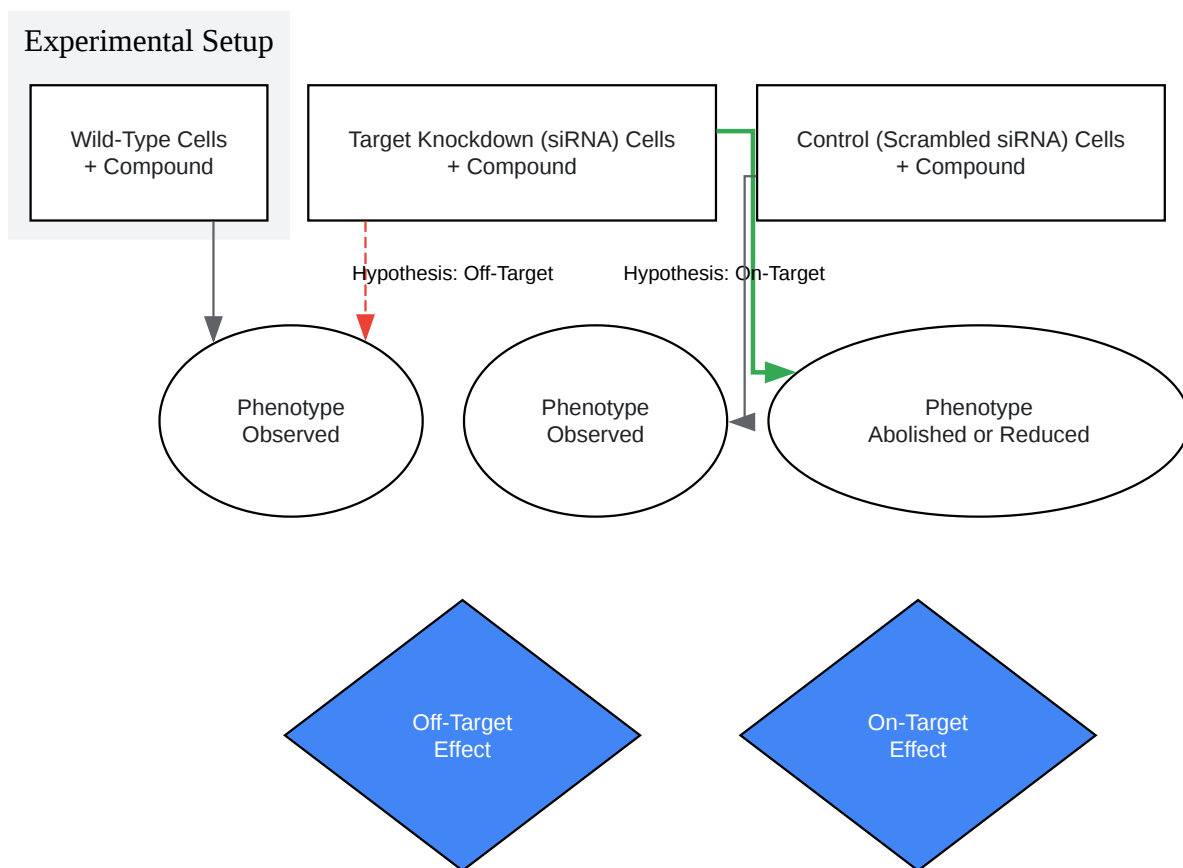 Experimental Setup
Wild-Type Cells
+ Compound
Target Knockdown (siRNA) Cells
+ Compound
Control (Scrambled siRNA) Cells
+ Compound
Hypothesis: Off-Target
Hypothesis: On-Target
Phenotype
Observed
Phenotype
Observed
Phenotype
Abolished or Reduced
Off-Target
Effect
On-Target
Effect